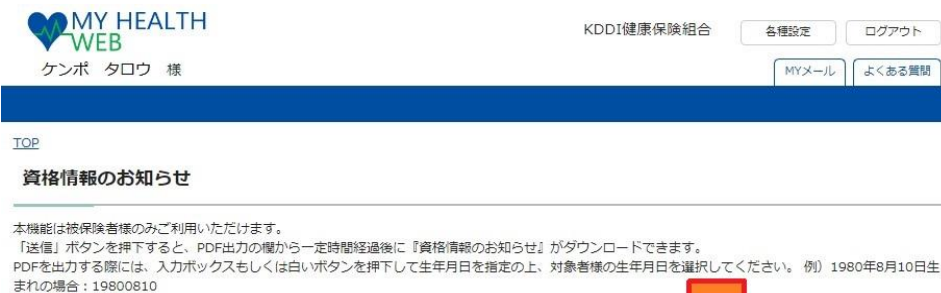 MY HEALTH
WEB
KDDI健康保険組合
各種設定
ログアウト
ケンポ タロウ 様
MYメール
よくある質問
TOP
資格情報のお知らせ
本機能は被保険者様のみご利用いただけます。
「送信」ボタンを押下すると、PDF出力の欄から一定時間経過後に『資格情報のお知らせ』がダウンロードできます。
PDFを出力する際には、入力ボックスもしくは白いボタンを押下して生年月日を指定の上、対象者様の生年月日を選択してください。 例）1980年8月10日生
まれの場合：19800810